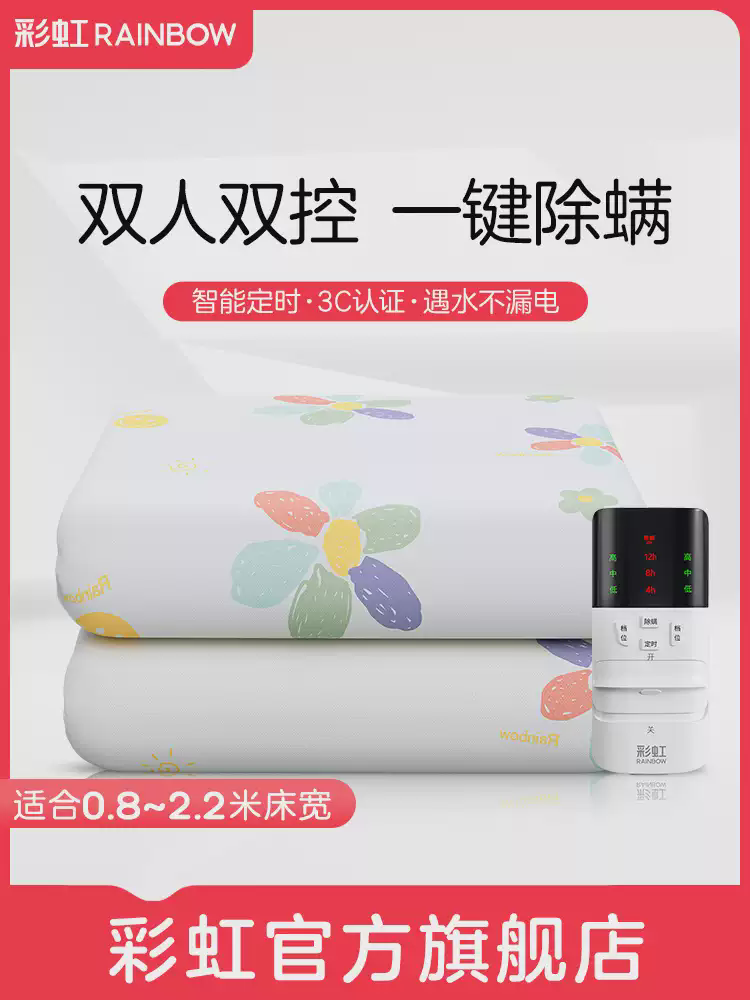 彩虹RAINBOW
双人双控 一键除螨
智能定时·3C认证·遇水不漏电
Rainbow
除螨
高 12h 高
中 8h 中
低 4h 低
除螨
档位 档位
定时
开
关
彩虹
RAINBOW
Rainbow
适合0.8~2.2米床宽
彩虹官方旗舰店